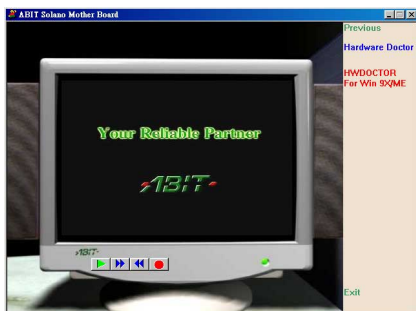 ABIT Solano Mother Board
Previous
Hardware Doctor
HWDOCTOR
For Win 9X/ME
Your Reliable Partner
ABIT
ABIT
Exit